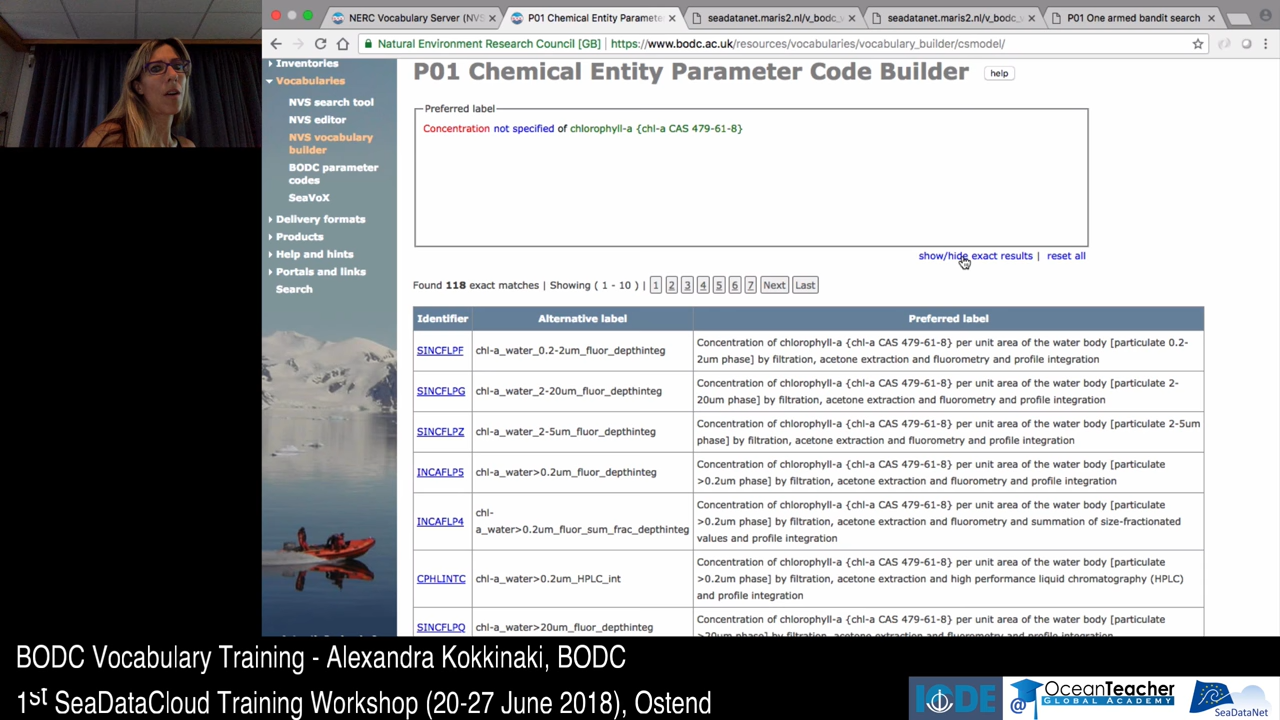 NERC Vocabulary Server (NVS
P01 Chemical Entity Paramete
seadatanet.maris2.nl/v_bodc_v
seadatanet.maris2.nl/v_bodc_v
P01 One armed bandit search
Natural Environment Research Council [GB] | https://www.bodc.ac.uk/resources/vocabularies/vocabulary_builder/csmodel/
Inventories
Vocabularies
NVS search tool
NVS editor
NVS vocabulary
builder
BODC parameter
codes
SeaVoX
Delivery formats
Products
Help and hints
Portals and links
Search
P01 Chemical Entity Parameter Code Builder help
Preferred label
Concentration not specified of chlorophyll-a {chl-a CAS 479-61-8}
show/hide exact results | reset all
Found 118 exact matches | Showing ( 1 - 10 ) | 1 2 3 4 5 6 7 Next Last
Identifier Alternative label Preferred label
SINCFLPF chl-a_water_0.2-2um_fluor_depthinteg Concentration of chlorophyll-a {chl-a CAS 479-61-8} per unit area of the water body [particulate 0.2-
2um phase] by filtration, acetone extraction and fluorometry and profile integration
SINCFLPG chl-a_water_2-20um_fluor_depthinteg Concentration of chlorophyll-a {chl-a CAS 479-61-8} per unit area of the water body [particulate 2-
20um phase] by filtration, acetone extraction and fluorometry and profile integration
SINCFLPZ chl-a_water_2-5um_fluor_depthinteg Concentration of chlorophyll-a {chl-a CAS 479-61-8} per unit area of the water body [particulate 2-5um
phase] by filtration, acetone extraction and fluorometry and profile integration
INCAFLP5 chl-a_water>0.2um_fluor_depthinteg Concentration of chlorophyll-a {chl-a CAS 479-61-8} per unit area of the water body [particulate
>0.2um phase] by filtration, acetone extraction and fluorometry and profile integration
INCAFLP4 chl-
a_water>0.2um_fluor_sum_frac_depthinteg Concentration of chlorophyll-a {chl-a CAS 479-61-8} per unit area of the water body [particulate
>0.2um phase] by filtration, acetone extraction and fluorometry and summation of size-fractionated
values and profile integration
CPHLINTC chl-a_water>0.2um_HPLC_int Concentration of chlorophyll-a {chl-a CAS 479-61-8} per unit area of the water body [particulate
>0.2um phase] by filtration, acetone extraction and high performance liquid chromatography (HPLC)
and profile integration
SINCFLPQ chl-a_water>20um_fluor_depthinteg Concentration of chlorophyll-a {chl-a CAS 479-61-8} per unit area of the water body [particulate
>20um phase] by filtration, acetone extraction and fluorometry and profile integration
BODC Vocabulary Training - Alexandra Kokkinaki, BODC
1st SeaDataCloud Training Workshop (20-27 June 2018), Ostend
IODE
@
OceanTeacher
GLOBAL ACADEMY
SeaDataNet